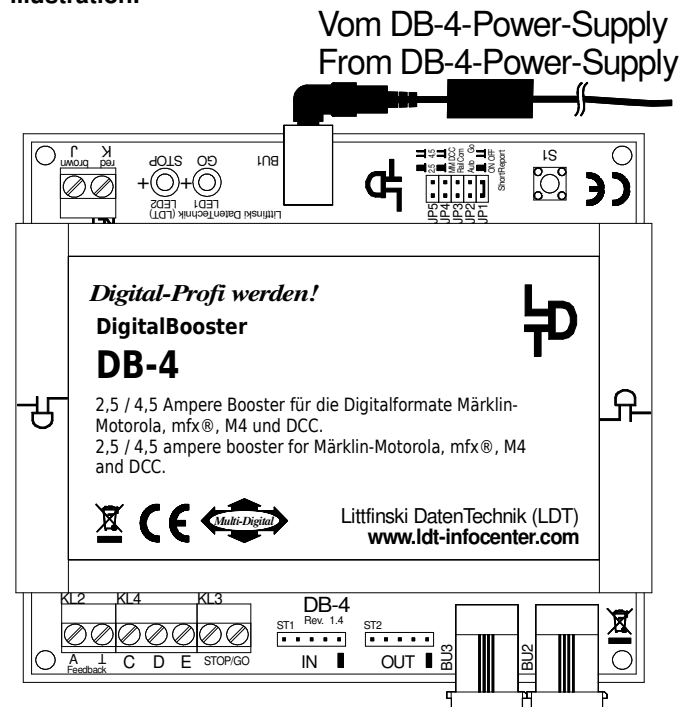 illustration.
Vom DB-4-Power-Supply
From DB-4-Power-Supply
J K
brown red
STOP GO
LED2 LED1
Littfinski DatenTechnik (LDT)
BU1
2.5 4.5
MM DCC
RailCom
Auto Go
ON OFF
ShortReport
JP5 JP4 JP3 JP2 JP1
S1
CE
Digital-Profi werden!
DigitalBooster
DB-4
LDT
2,5 / 4,5 Ampere Booster für die Digitalformate Märklin-
Motorola, mfx®, M4 und DCC.
2,5 / 4,5 ampere booster for Märklin-Motorola, mfx®, M4
and DCC.
CE Multi-Digital
Littfinski DatenTechnik (LDT)
www.ldt-infocenter.com
KL2 KL4 KL3
A C D E STOP/GO
Feedback
DB-4
Rev. 1.4
ST1 ST2
IN OUT
BU3 BU2